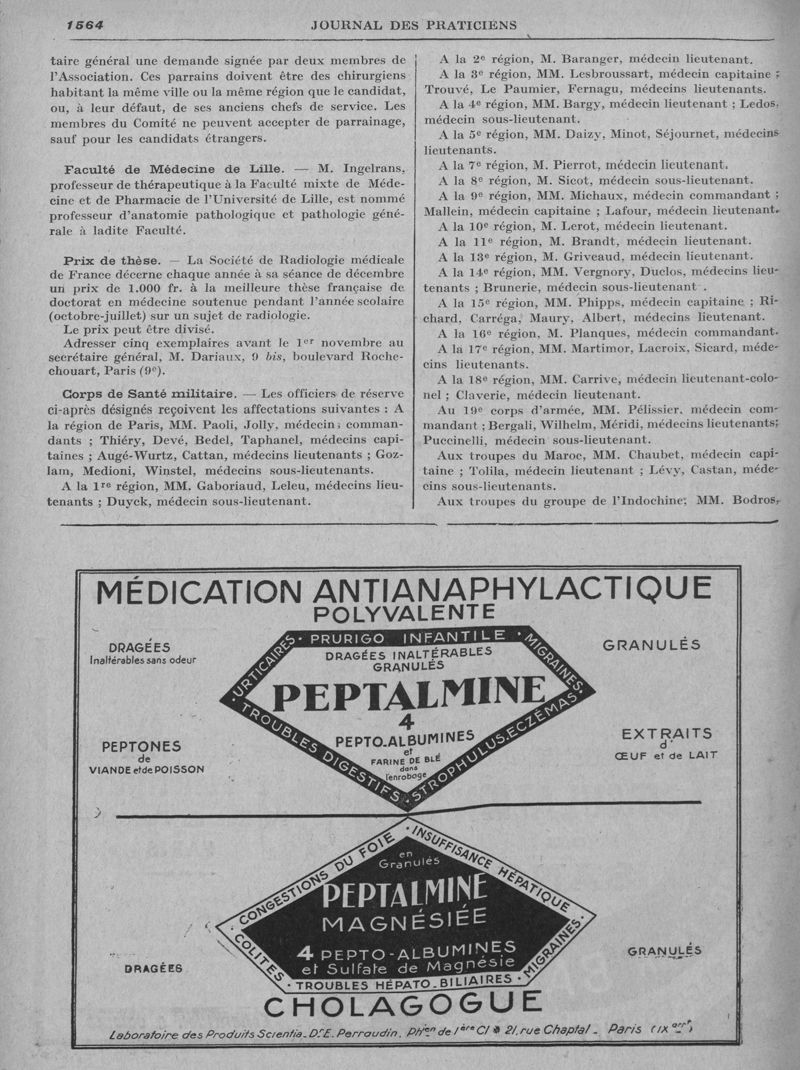 1564
JOURNAL DES PRATICIENS
taire général une demande signée par deux membres de
l'Association. Ces parrains doivent être des chirurgiens
habitant la même ville ou la même région que le candidat,
ou, à leur défaut, de ses anciens chefs de service. Les
membres du Comité ne peuvent accepter de parrainage,
sauf pour les candidats étrangers.
Faculté de Médecine de Lille. — M. Ingelrans,
professeur de thérapeutique à la Faculté mixte de Méde-
cine et de Pharmacie de l'Université de Lille, est nommé
professeur d'anatomie pathologique et pathologie géné-
rale à ladite Faculté.
Prix de thèse. — La Société de Radiologie médicale
de France décerne chaque année à sa séance de décembre
un prix de 1.000 fr. à la meilleure thèse française de
doctorat en médecine soutenue pendant l'année scolaire
(octobre-juillet) sur un sujet de radiologie.
Le prix peut être divisé.
Adresser cinq exemplaires avant le 1er novembre au
secrétaire général, M. Dariaux, 9 bis, boulevard Roche-
chouart, Paris (9e).
Corps de Santé militaire. — Les officiers de réserve
ci-après désignés reçoivent les affectations suivantes : A
la région de Paris, MM. Paoli, Jolly, médecins comman-
dants ; Thiéry, Devé, Bedel, Taphanel, médecins capi-
taines ; Augé-Wurtz, Cattan, médecins lieutenants ; Goz-
lam, Medioni, Winstel, médecins sous-lieutenants.
A la 1re région, MM. Gaboriaud, Leleu, médecins lieu-
tenants ; Duyck, médecin sous-lieutenant.
A la 2e région, M. Baranger, médecin lieutenant.
A la 3e région, MM. Lesbroussart, médecin capitaine ;
Trouvé, Le Paumier, Fernagu, médecins lieutenants.
A la 4e région, MM. Bargy, médecin lieutenant ; Ledos,
médecin sous-lieutenant.
A la 5e région, MM. Daizy, Minot, Séjournet, médecins
lieutenants.
A la 7e région, M. Pierrot, médecin lieutenant.
A la 8e région, M. Sicot, médecin sous-lieutenant.
A la 9e région, MM. Michaux, médecin commandant ;
Mallein, médecin capitaine ; Lafour, médecin lieutenant.
A la 10e région, M. Lerot, médecin lieutenant.
A la 11e région, M. Brandt, médecin lieutenant.
A la 13e région, M. Griveaud, médecin lieutenant.
A la 14e région, MM. Vergnory, Duclos, médecins lieu-
tenants ; Brunerie, médecin sous-lieutenant .
A la 15e région, MM. Phipps, médecin capitaine ; Ri-
chard, Carréga, Maury, Albert, médecins lieutenant.
A la 16e région, M. Planques, médecin commandant.
A la 17e région, MM. Martimor, Lacroix, Sicard, méde-
cins lieutenants.
A la 18e région, MM. Carrive, médecin lieutenant-colo-
nel ; Claverie, médecin lieutenant.
Au 19e corps d'armée, MM. Pélissier, médecin com-
mandant ; Bergali, Wilhelm, Méridi, médecins lieutenants;
Puccinelli, médecin sous-lieutenant.
Aux troupes du Maroc, MM. Chaubet, médecin capi-
taine ; Tolila, médecin lieutenant ; Lévy, Castan, méde-
cins sous-lieutenants.
Aux troupes du groupe de l'Indochine; MM. Bodros,
MÉDICATION ANTIANAPHYLACTIQUE
POLYVALENTE
DRAGÉES
Inaltérables sans odeur
GRANULÉS
PEPTONES
de
VIANDE et de POISSON
EXTRAITS
d'
ŒUF et de LAIT
URTICAIRES · PRURIGO INFANTILE · MIGRAINES
DRAGÉES INALTÉRABLES
GRANULÉS
PEPTALMINE
4
PEPTO-ALBUMINES
et
FARINE DE BLÉ
dans
l'enrobage
· TROUBLES DIGESTIFS · STROPHULUS · ECZÉMAS ·
· CONGESTIONS DU FOIE · INSUFFISANCE HÉPATIQUE ·
en
Granulés
PEPTALMINE
MAGNÉSIÉE
4 PEPTO-ALBUMINES
et Sulfate de Magnésie
COLITES · TROUBLES HÉPATO-BILIAIRES · MIGRAINES ·
DRAGÉES
GRANULÉS
CHOLAGOGUE
Laboratoire des Produits Scientia. Dr E. Perraudin. Phcien de 1ère Cl 21, rue Chaptal - Paris (IX arrt)